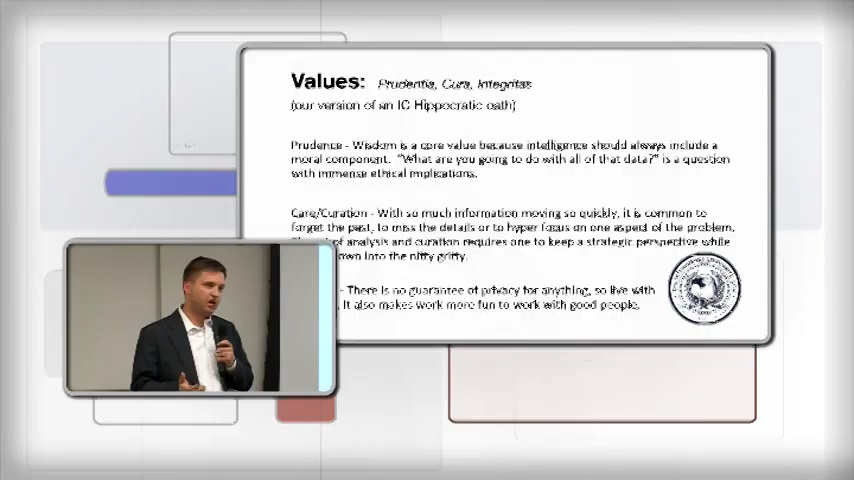 Values: Prudentia, Cura, Integritas
(our version of an IC Hippocratic oath)
Prudence - Wisdom is a core value because intelligence should always include a
moral component. "What are you going to do with all of that data?" is a question
with immense ethical implications.
Care/Curation - With so much information moving so quickly, it is common to
forget the past, to miss the details or to hyper focus on one aspect of the problem.
of analysis and curation requires one to keep a strategic perspective while
own into the nitty gritty.
- There is no guarantee of privacy for anything, so live with
. It also makes work more fun to work with good people.